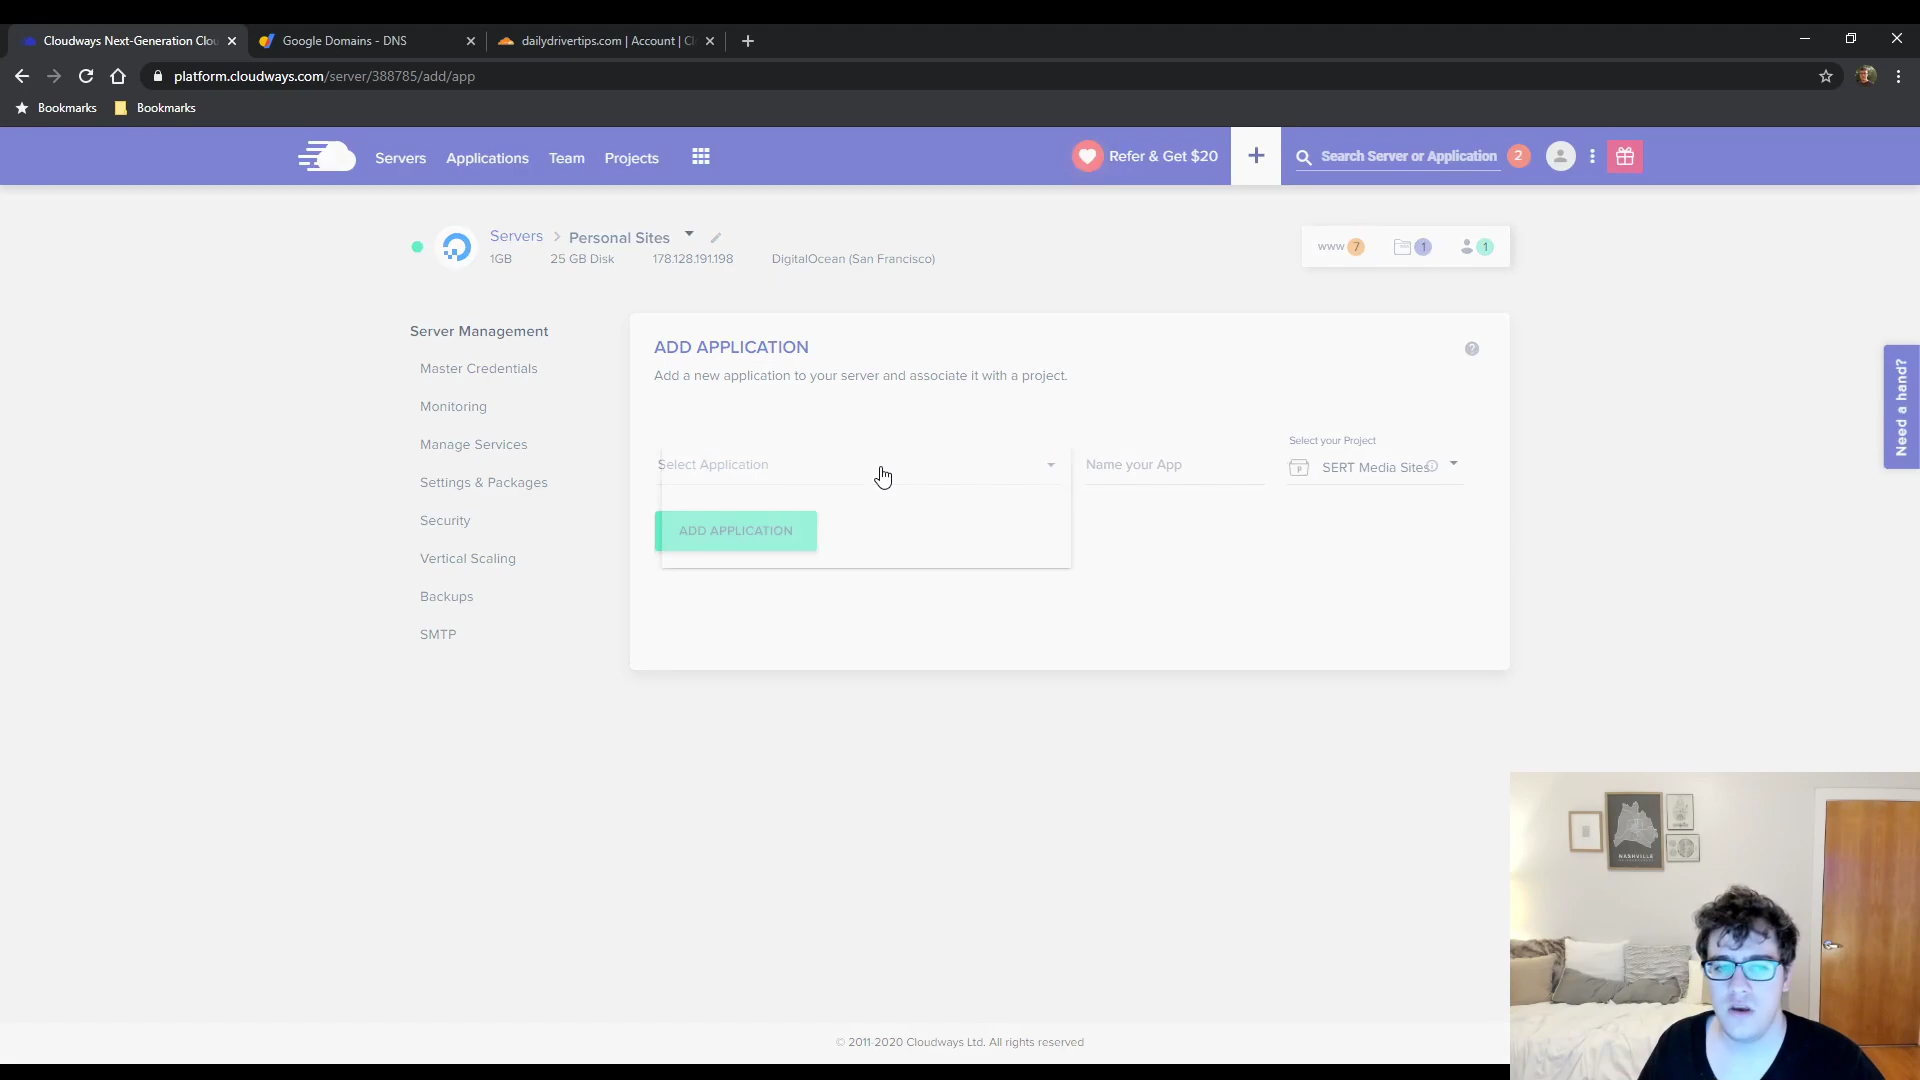 Cloudways Next-Generation Clou
Google Domains - DNS
dailydrivertips.com | Account | Cl
platform.cloudways.com/server/388785/add/app
Bookmarks
Bookmarks
Servers
Applications
Team
Projects
Refer & Get $20
Search Server or Application
2
Servers > Personal Sites
1GB
25 GB Disk
178.128.191.198
DigitalOcean (San Francisco)
www 7
1
1
Server Management
Master Credentials
Monitoring
Manage Services
Settings & Packages
Security
Vertical Scaling
Backups
SMTP
ADD APPLICATION
Add a new application to your server and associate it with a project.
Select Application
Name your App
Select your Project
SERT Media Sites
ADD APPLICATION
Need a hand?
NASHVILLE
© 2011-2020 Cloudways Ltd. All rights reserved